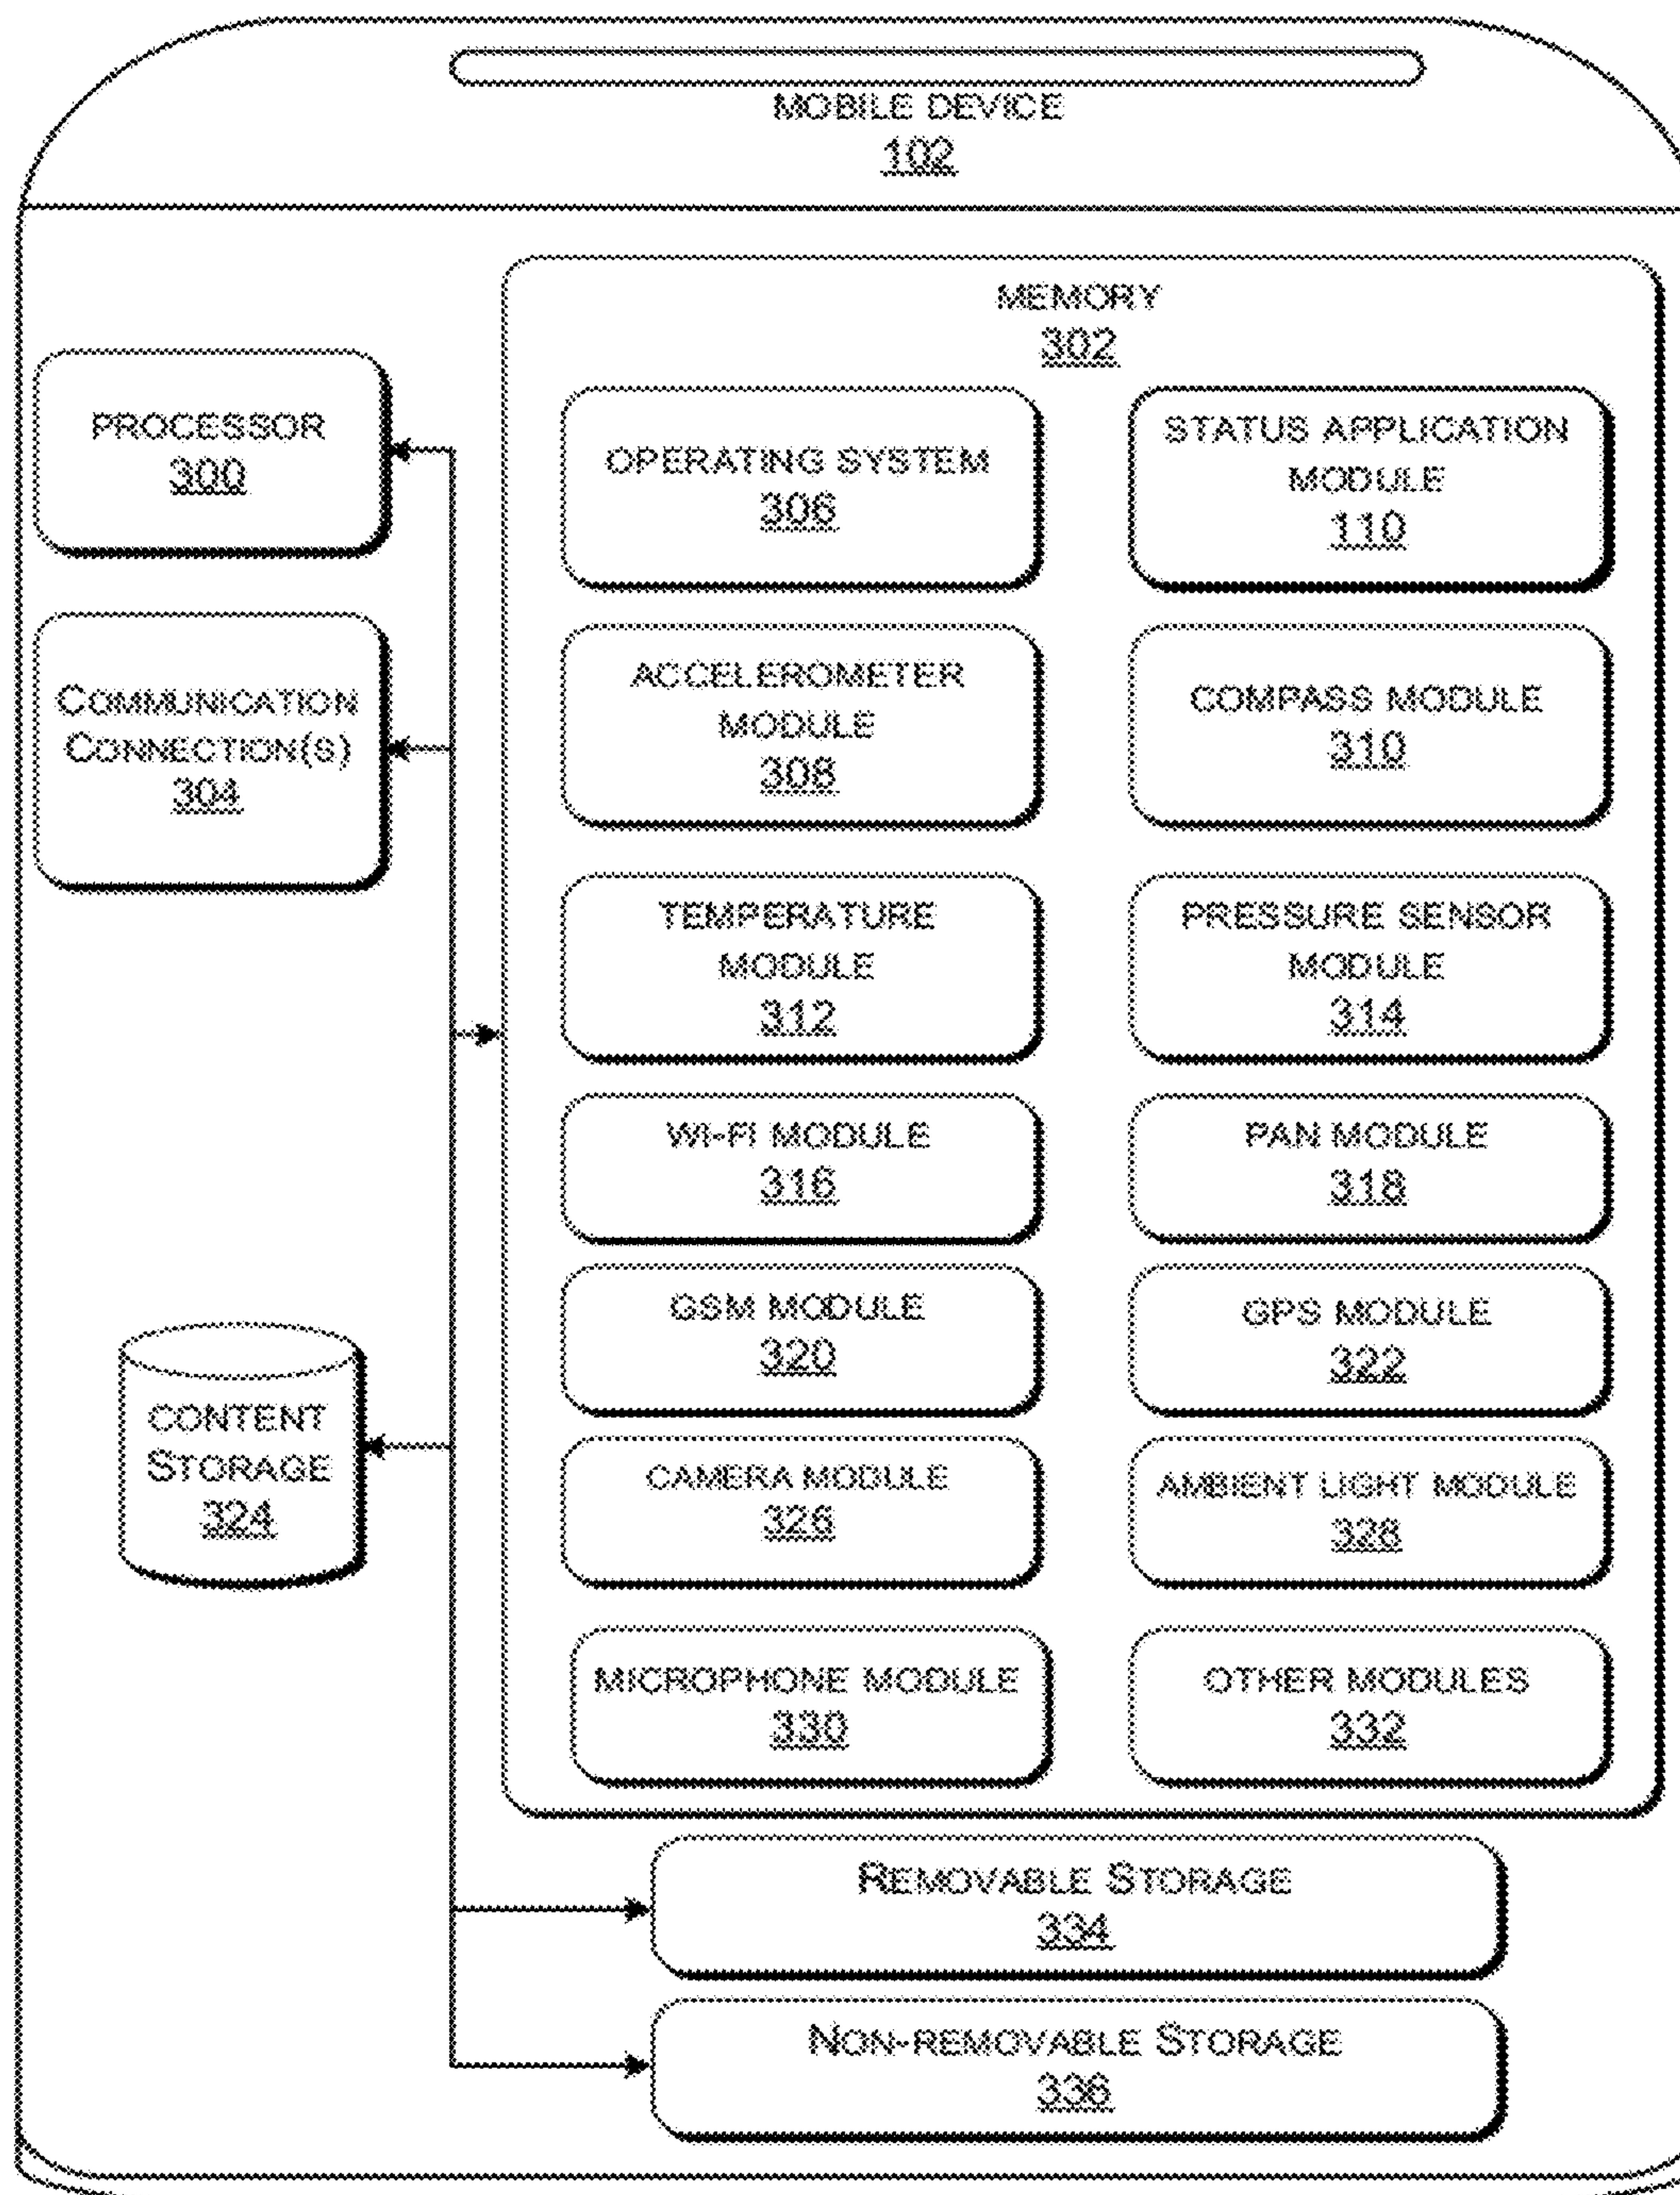 MOBILE DEVICE
102
MEMORY
302
PROCESSOR
300
COMMUNICATION
CONNECTION(S)
304
OPERATING SYSTEM
306
STATUS APPLICATION
MODULE
110
ACCELEROMETER
MODULE
308
COMPASS MODULE
310
TEMPERATURE
MODULE
312
PRESSURE SENSOR
MODULE
314
WI-FI MODULE
316
PAN MODULE
318
GSM MODULE
320
GPS MODULE
322
CONTENT
STORAGE
324
CAMERA MODULE
326
AMBIENT LIGHT MODULE
328
MICROPHONE MODULE
330
OTHER MODULES
332
REMOVABLE STORAGE
334
NON-REMOVABLE STORAGE
336